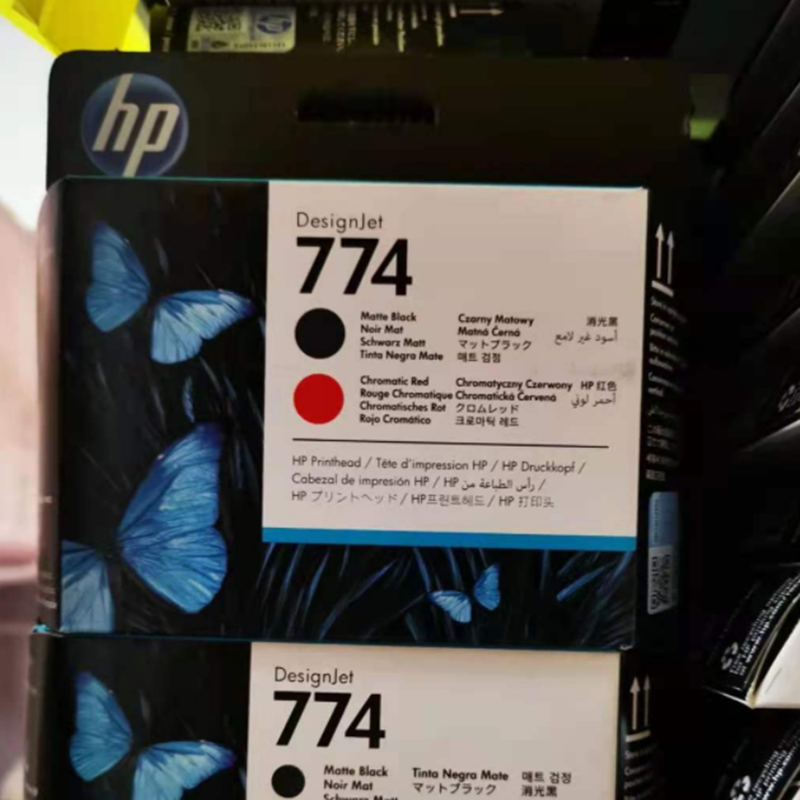 hp
DesignJet
774
Matte Black Czarny Matowy 消光黑
Noir Mat Matná Černá أسود غير لامع
Schwarz Matt マットブラック
Tinta Negra Mate 매트 검정
Chromatic Red Chromatyczny Czerwony HP 红色
Rouge Chromatique Chromatická Červená أحمر لوني
Chromatisches Rot クロムレッド
Rojo Cromático 크로마틱 레드
HP Printhead / Tête d'impression HP / HP Druckkopf /
Cabezal de impresión HP / HP رأس الطباعة من /
HP プリントヘッド / HP프린트헤드 / HP 打印头
DesignJet
774
Matte Black Tinta Negra Mate 매트 검정
Noir Mat マットブラック 消光黑
Schwarz Matt